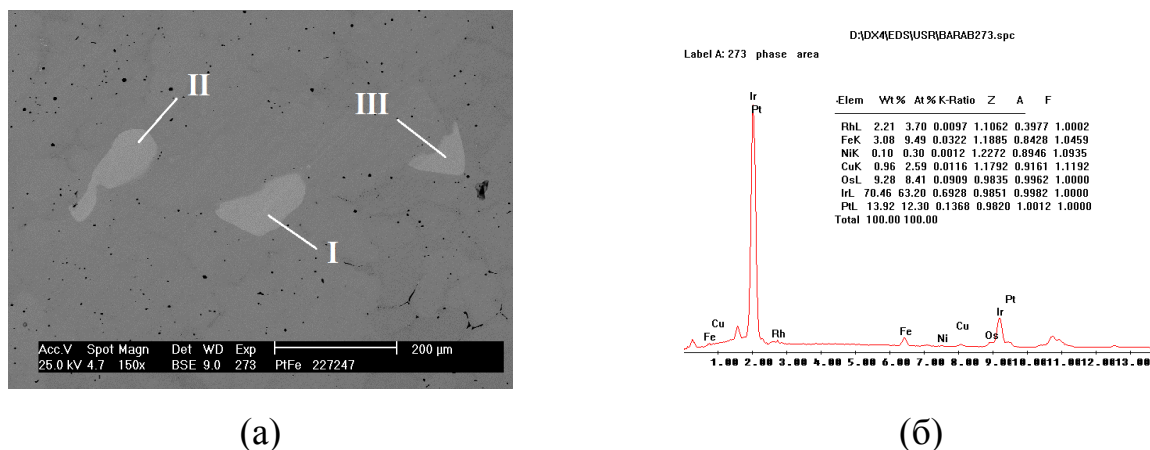 II
III
I
Acc.V Spot Magn Det WD Exp 200 µm
25.0 kV 4.7 150x BSE 9.0 273 PtFe 227247
(а)
D:\DX4\EDS\USR\BARAB273.spc
Label A: 273 phase area
Ir
Pt
-Elem Wt % At % K-Ratio Z A F
RhL 2.21 3.70 0.0097 1.1062 0.3977 1.0002
FeK 3.08 9.49 0.0322 1.1885 0.8428 1.0459
NiK 0.10 0.30 0.0012 1.2272 0.8946 1.0935
CuK 0.96 2.59 0.0116 1.1792 0.9161 1.1192
OsL 9.28 8.41 0.0909 0.9835 0.9962 1.0000
IrL 70.46 63.20 0.6928 0.9851 0.9982 1.0000
PtL 13.92 12.30 0.1368 0.9820 1.0012 1.0000
Total 100.00 100.00
Pt
Ir
Cu
Fe
Rh
Fe
Ni
Cu
Os
1.00 2.00 3.00 4.00 5.00 6.00 7.00 8.00 9.00 10.00 11.00 12.00 13.00
(б)